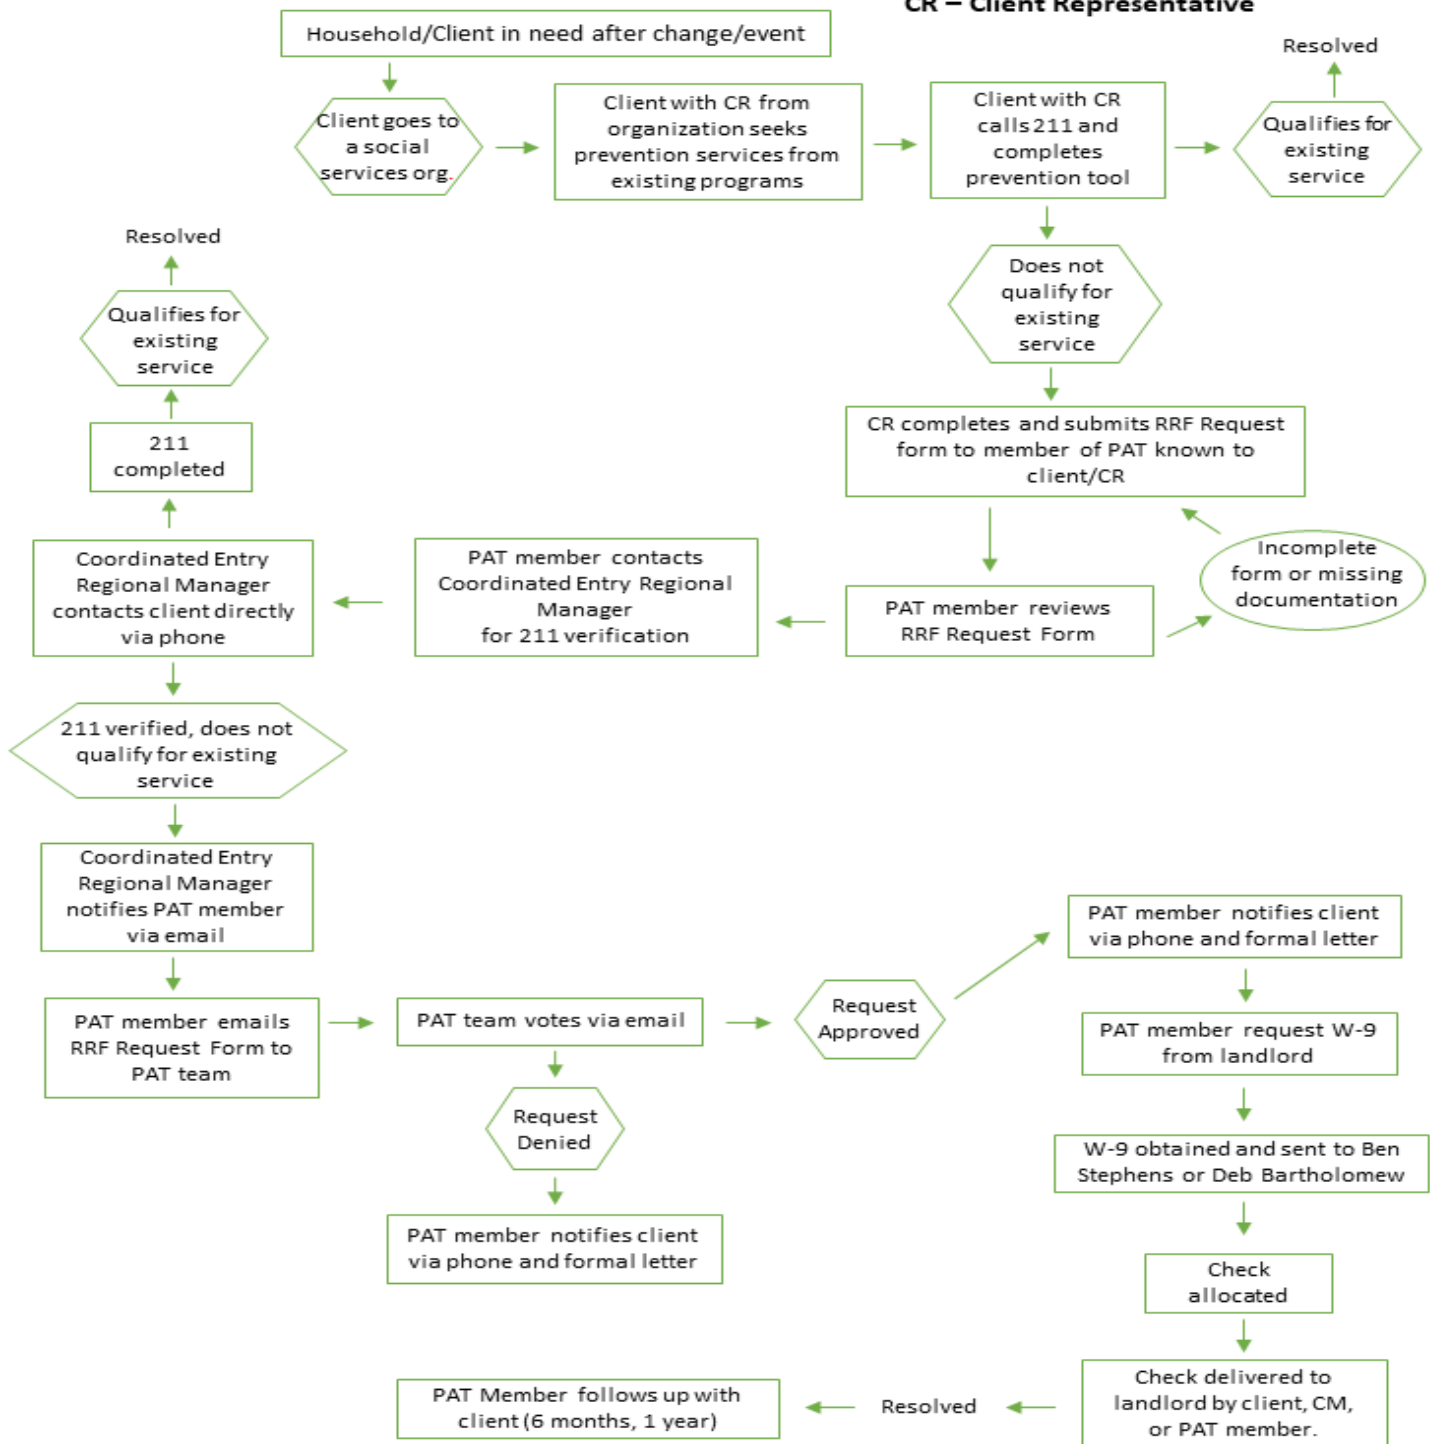 CR – Client Representative
Household/Client in need after change/event
Resolved
Client goes to
a social
services org.
Client with CR from
organization seeks
prevention services from
existing programs
Client with CR
calls 211 and
completes
prevention tool
Qualifies for
existing
service
Does not
qualify for
existing
service
Resolved
Qualifies for
existing
service
211
completed
CR completes and submits RRF Request
form to member of PAT known to
client/CR
Incomplete
form or missing
documentation
PAT member reviews
RRF Request Form
PAT member contacts
Coordinated Entry Regional
Manager
for 211 verification
Coordinated Entry
Regional Manager
contacts client directly
via phone
211 verified, does not
qualify for existing
service
Coordinated Entry
Regional Manager
notifies PAT member
via email
PAT member emails
RRF Request Form to
PAT team
PAT team votes via email
Request
Approved
Request
Denied
PAT member notifies client
via phone and formal letter
PAT member notifies client
via phone and formal letter
PAT member request W-9
from landlord
W-9 obtained and sent to Ben
Stephens or Deb Bartholomew
Check
allocated
Check delivered to
landlord by client, CM,
or PAT member.
Resolved
PAT Member follows up with
client (6 months, 1 year)